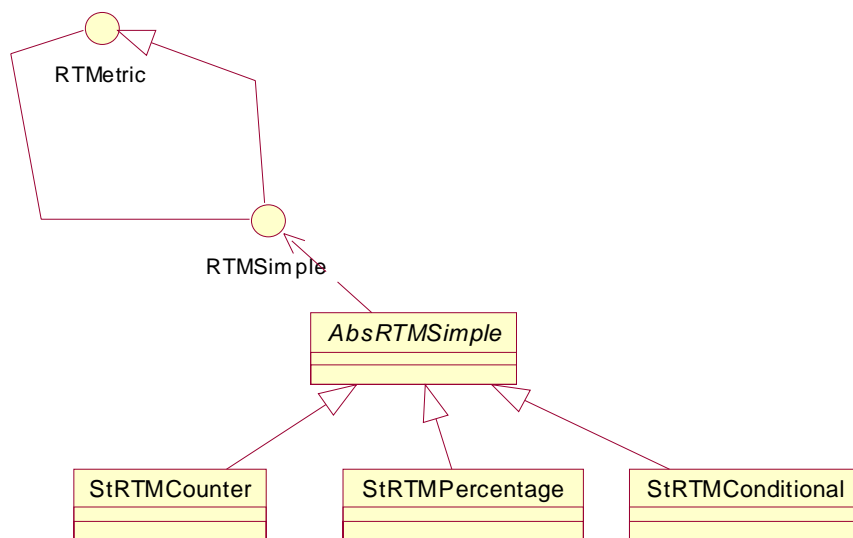 RTMetric
RTMSimple
AbsRTMSimple
StRTMCounter
StRTMPercentage
StRTMConditional